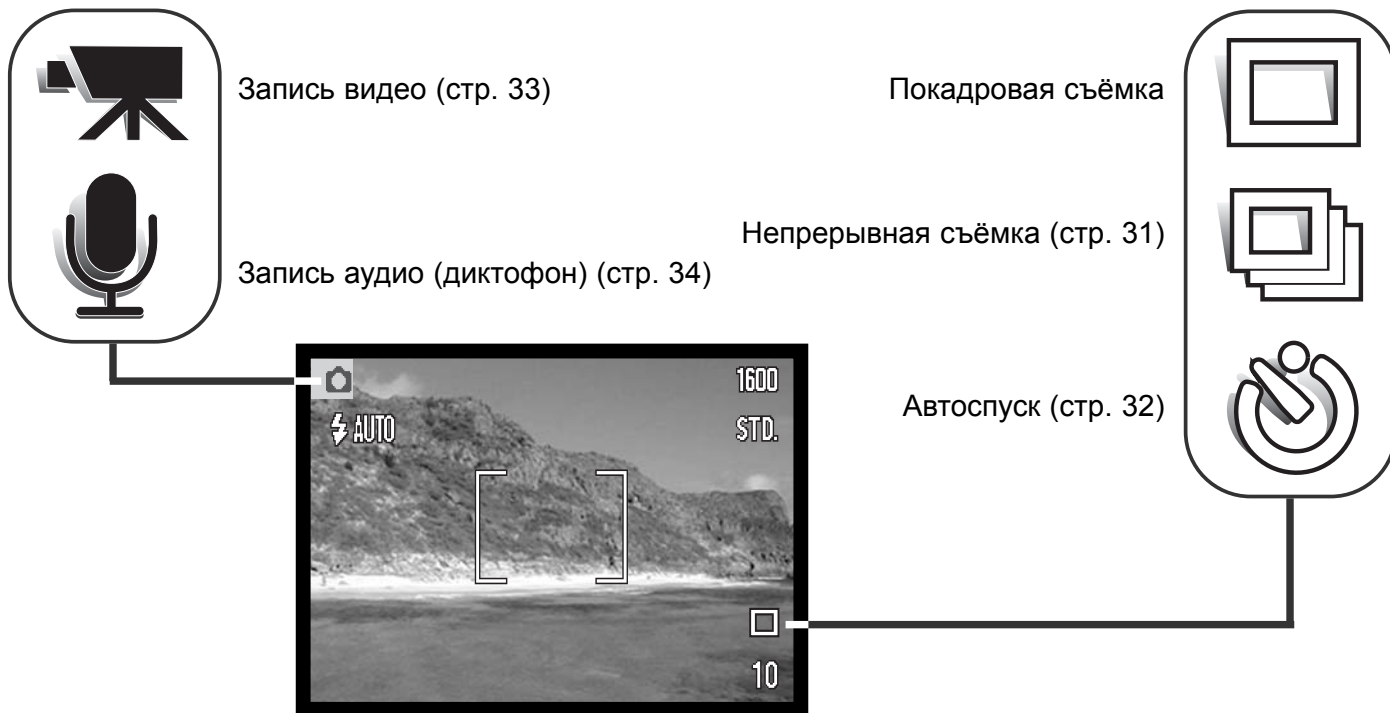 Запись видео (стр. 33)
Запись аудио (диктофон) (стр. 34)
Покадровая съёмка
Непрерывная съёмка (стр. 31)
Автоспуск (стр. 32)
1600
AUTO
STD.
10